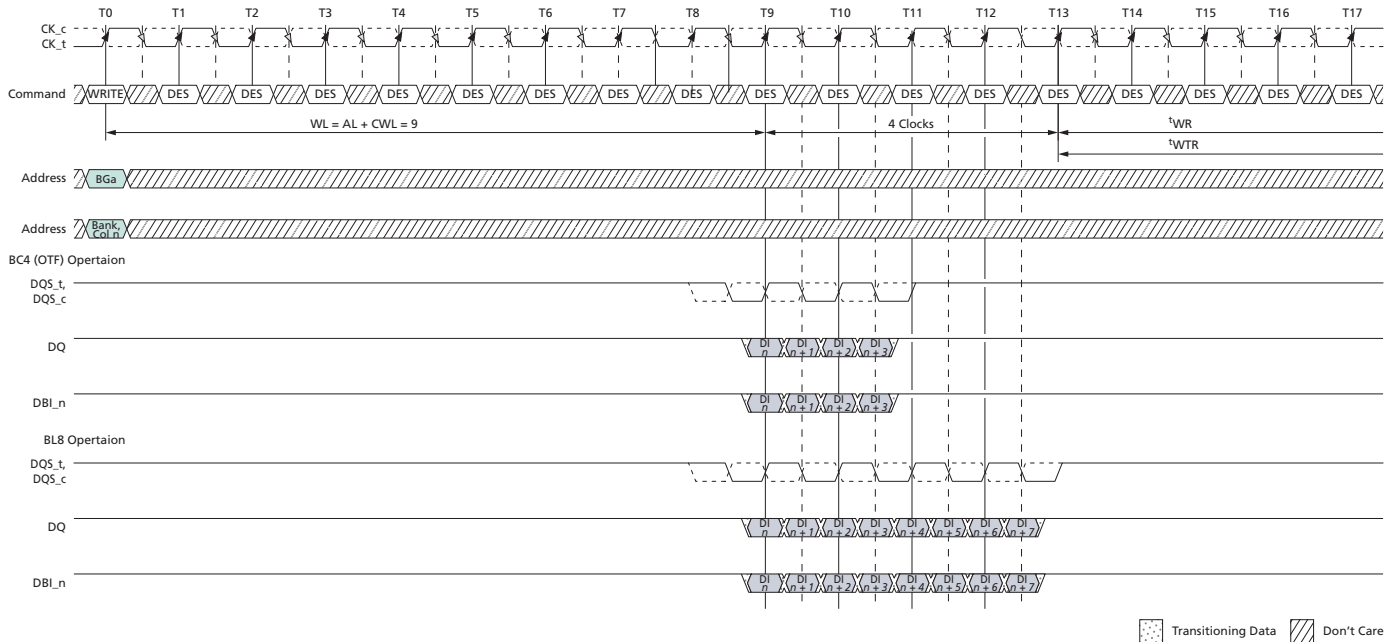 T0 T1 T2 T3 T4 T5 T6 T7 T8 T9 T10 T11 T12 T13 T14 T15 T16 T17
CK_c
CK_t
Command WRITE DES DES DES DES DES DES DES DES DES DES DES DES DES DES DES DES DES
WL = AL + CWL = 9 4 Clocks tWR
tWTR
Address BGa
Address Bank, Col n
BC4 (OTF) Opertaion
DQS_t,
DQS_c
DQ DI n DI n + 1 DI n + 2 DI n + 3
DBI_n DI n DI n + 1 DI n + 2 DI n + 3
BL8 Opertaion
DQS_t,
DQS_c
DQ DI n DI n + 1 DI n + 2 DI n + 3 DI n + 4 DI n + 5 DI n + 6 DI n + 7
DBI_n DI n DI n + 1 DI n + 2 DI n + 3 DI n + 4 DI n + 5 DI n + 6 DI n + 7
Transitioning Data Don't Care